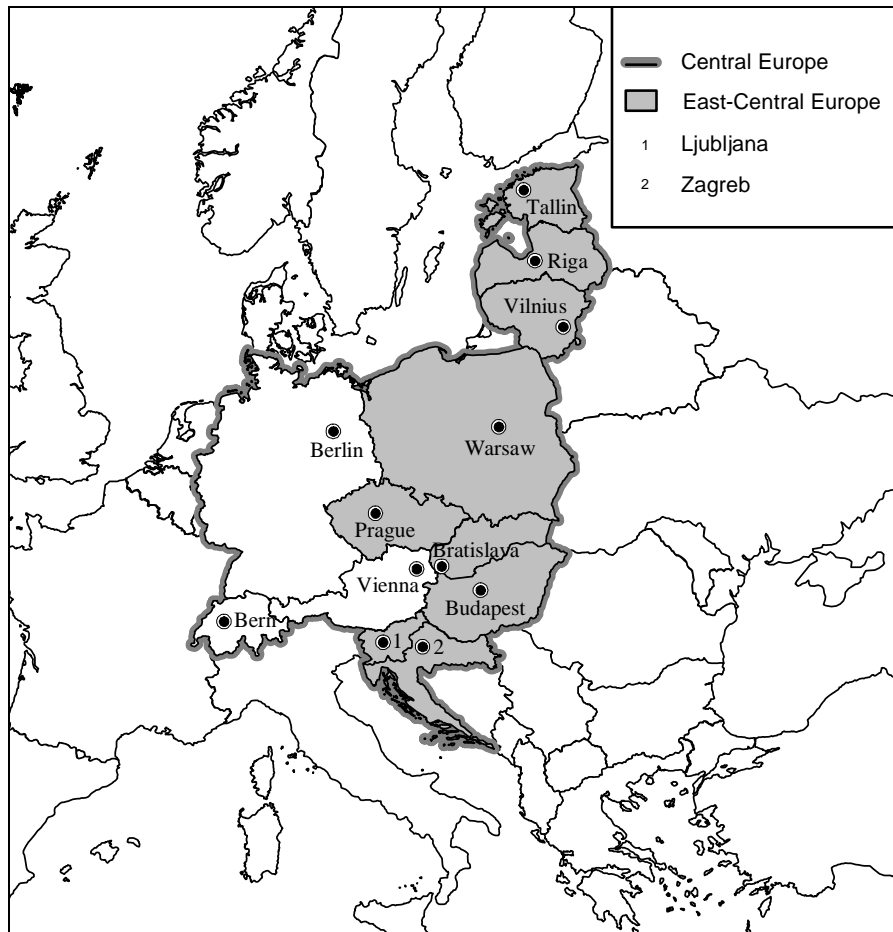 Central Europe
East-Central Europe
1 Ljubljana
2 Zagreb
Tallin
Riga
Vilnius
Berlin
Warsaw
Prague
Bratislava
Vienna
Budapest
Bern
1
2